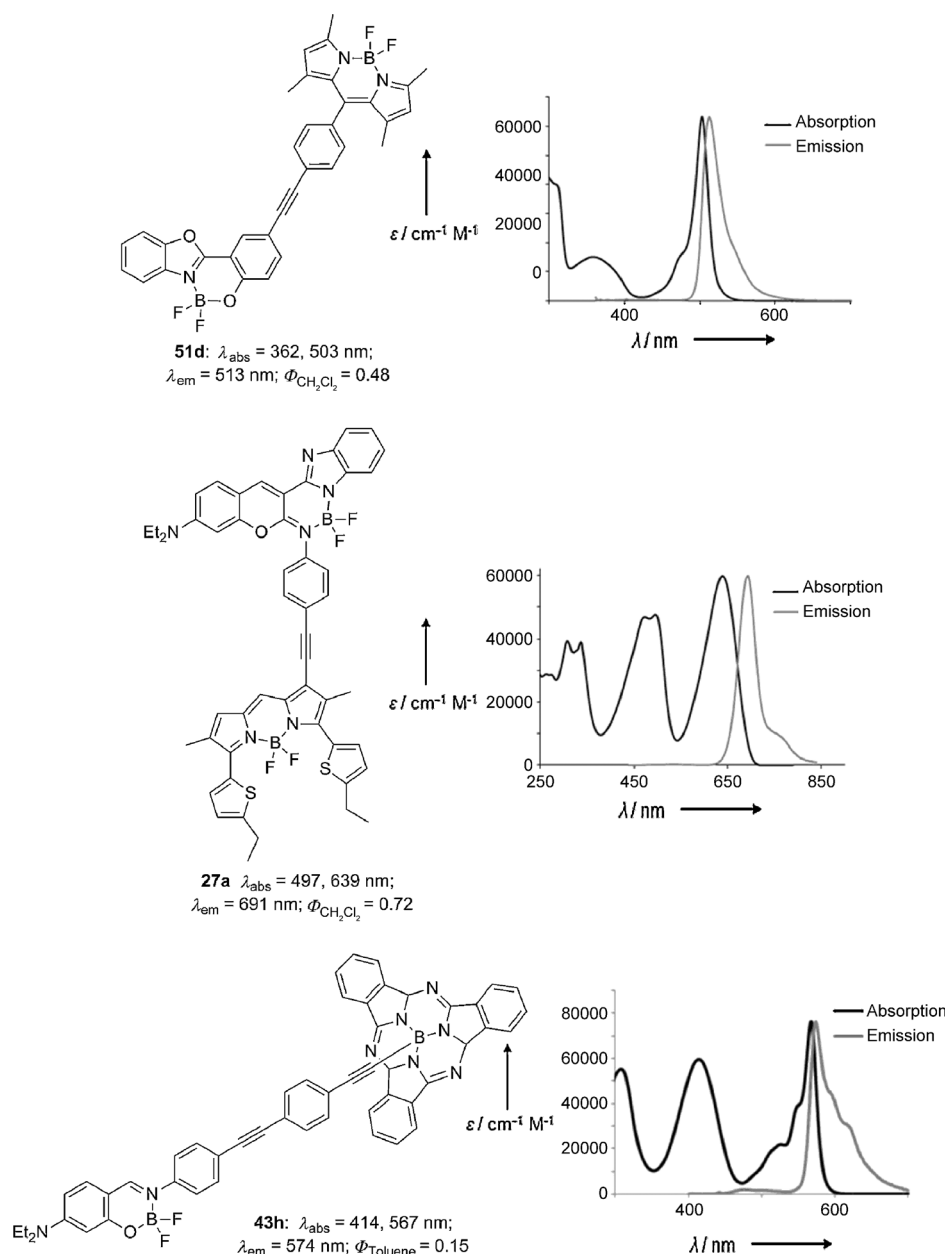 F
F
N
B
N
Absorption
Emission
60000
40000
20000
0
ε / cm⁻¹ M⁻¹
400
600
λ / nm
O
N
B
O
F
F
51d: λabs = 362, 503 nm;
λem = 513 nm; ΦCH₂Cl₂ = 0.48
N
N
B
F
F
Et₂N
O
N
Absorption
Emission
60000
40000
20000
0
ε / cm⁻¹ M⁻¹
250
450
650
850
λ / nm
N
B
N
F
F
S
S
27a λabs = 497, 639 nm;
λem = 691 nm; ΦCH₂Cl₂ = 0.72
N
N
B
N
N
N
N
Absorption
Emission
80000
60000
40000
20000
0
ε / cm⁻¹ M⁻¹
400
600
λ / nm
N
B
F
F
O
Et₂N
43h: λabs = 414, 567 nm;
λem = 574 nm; ΦToluene = 0.15